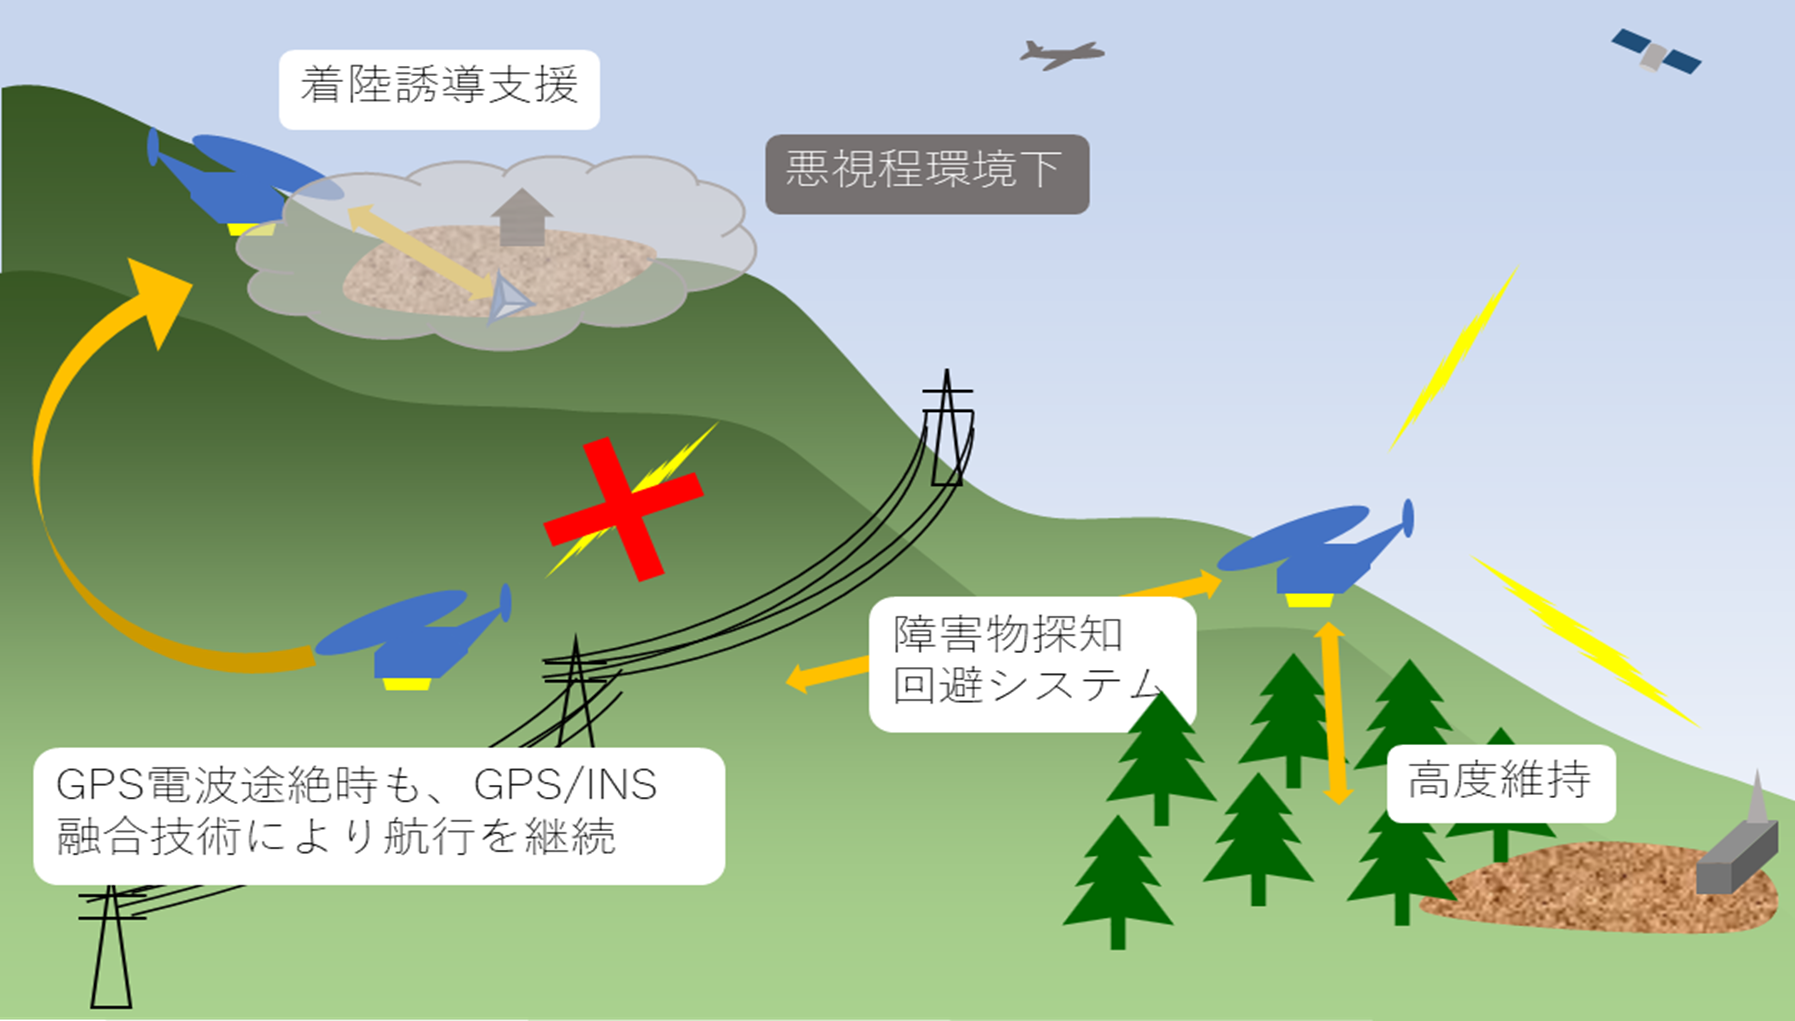 着陸誘導支援
悪視程環境下
障害物探知
回避システム
GPS電波途絶時も、GPS/INS
融合技術により航行を継続
高度維持